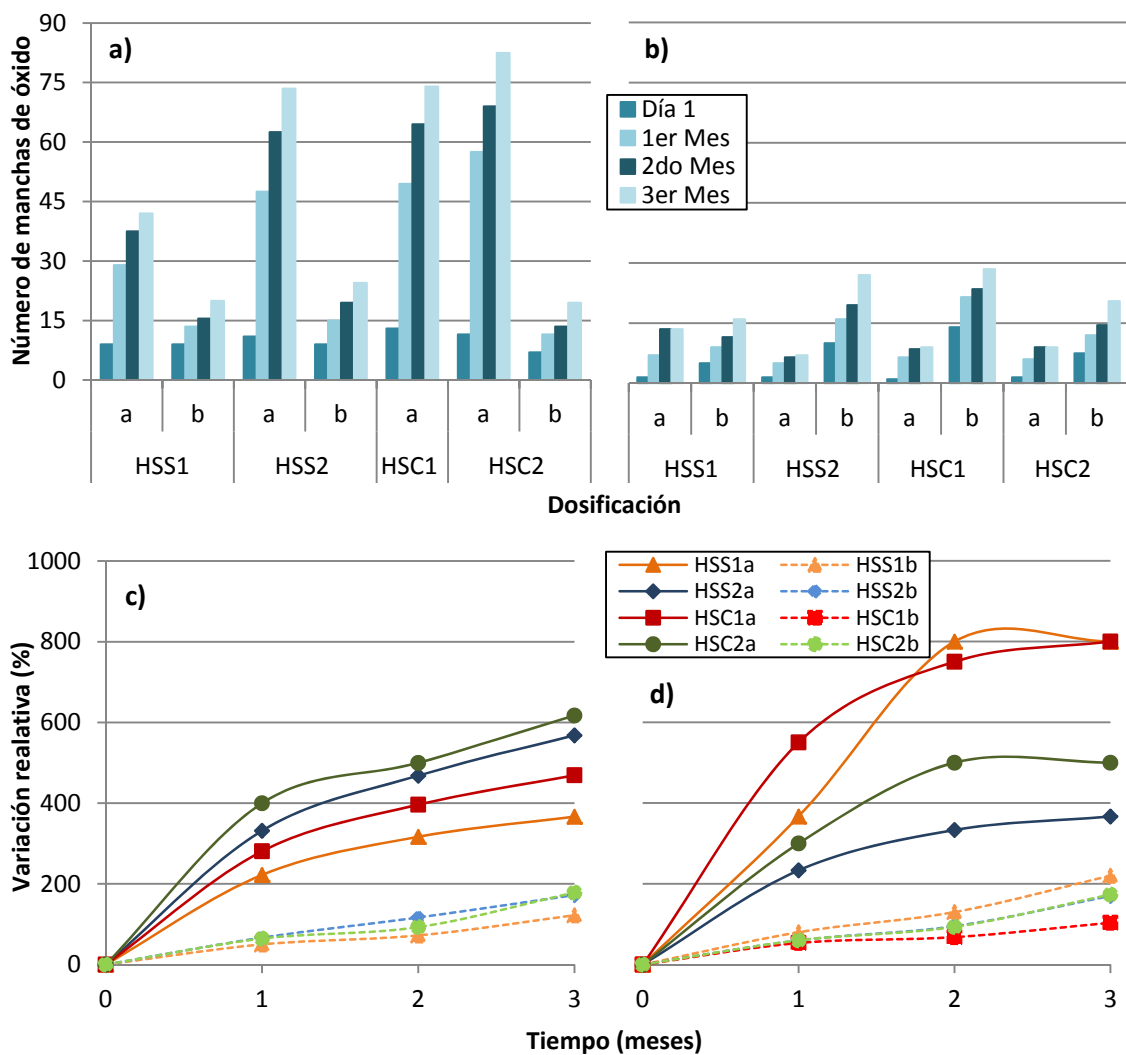 a)
b)
Número de manchas de óxido
90
75
60
45
30
15
0
Día 1
1er Mes
2do Mes
3er Mes
a b a b a a b
HSS1 HSS2 HSC1 HSC2
a b a b a b a b
HSS1 HSS2 HSC1 HSC2
Dosificación
c)
d)
Variación realativa (%)
1000
800
600
400
200
0
HSS1a HSS1b
HSS2a HSS2b
HSC1a HSC1b
HSC2a HSC2b
0 1 2 3
0 1 2 3
Tiempo (meses)